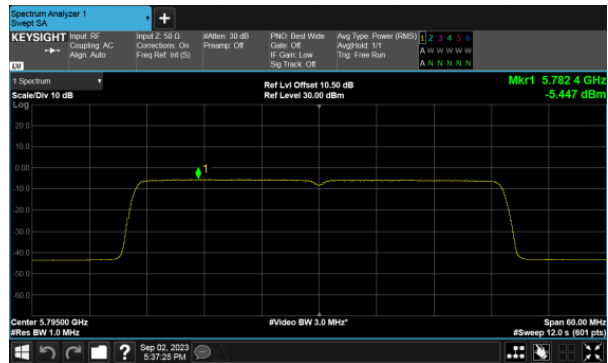 Spectrum Analyzer 1
Swept SA
+
KEYSIGHT Input: RF Input Z: 50 Ω #Atten: 30 dB PNO: Best Wide Avg Type: Power (RMS) 1 2 3 4 5 6
Coupling: AC Corrections: On Preamp: Off Gate: Off Avg|Hold: 1/1 A W W W W W
Align: Auto Freq Ref: Int (S) IF Gain: Low Trig: Free Run
Sig Track: Off A N N N N N
LXI
1 Spectrum Ref Lvl Offset 10.50 dB Mkr1 5.782 4 GHz
Scale/Div 10 dB Ref Level 30.00 dBm -5.447 dBm
Log
20.0
10.0
0.00
1
-10.0
-20.0
-30.0
-40.0
-50.0
-60.0
Center 5.79500 GHz #Video BW 3.0 MHz* Span 60.00 MHz
#Res BW 1.0 MHz #Sweep 12.0 s (601 pts)
? Sep 02, 2023
5:37:25 PM